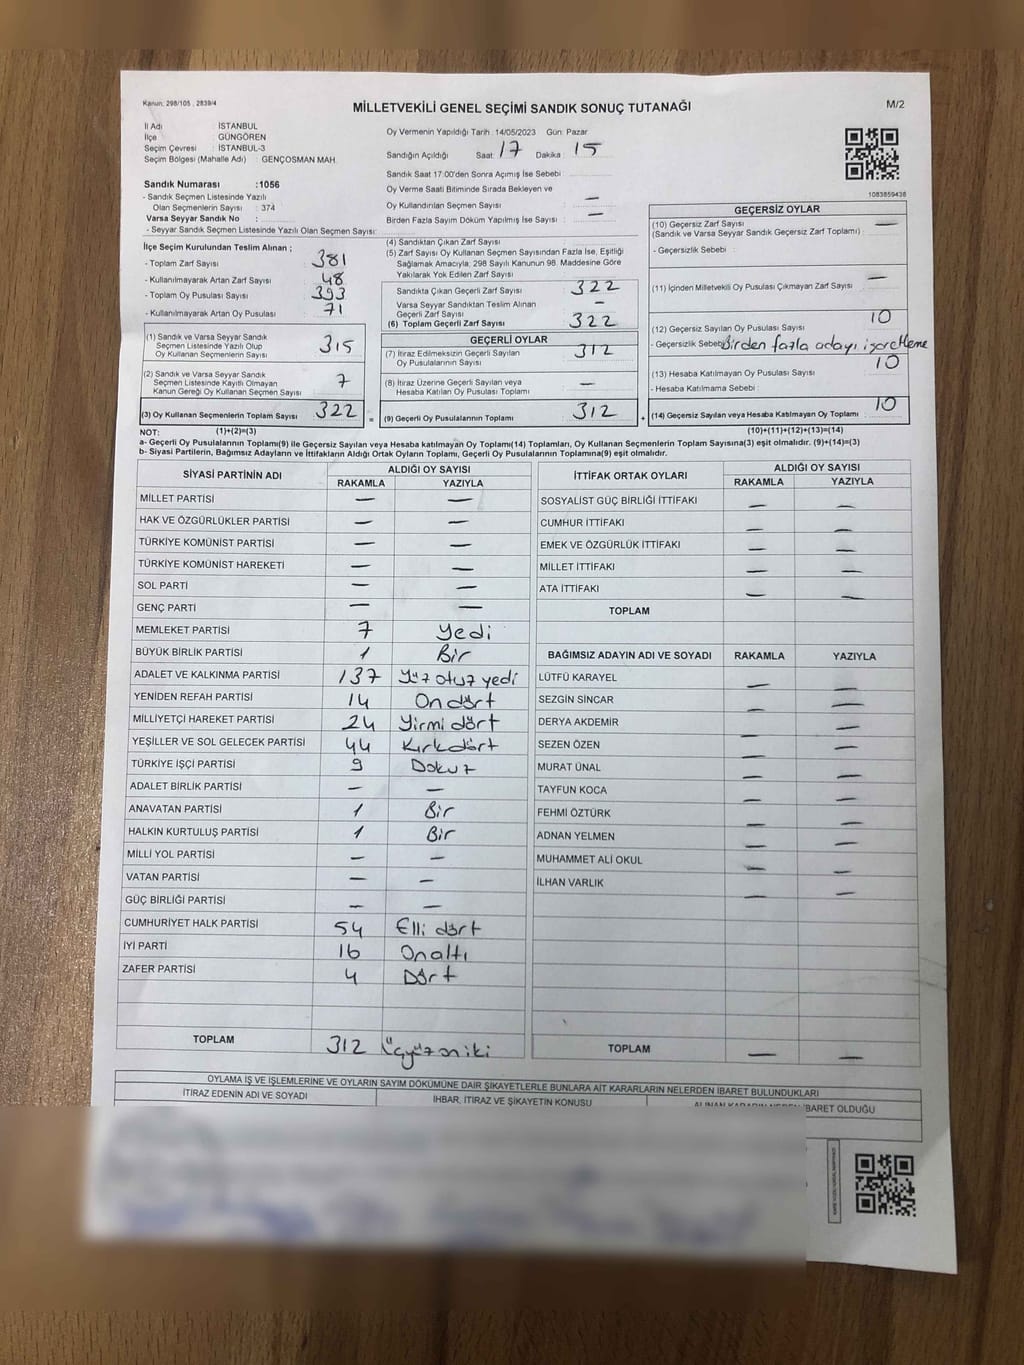 Kanun; 298/105 , 2839/4
MİLLETVEKİLİ GENEL SEÇİMİ SANDIK SONUÇ TUTANAĞI
M/2
İl Adı : İSTANBUL
İlçe : GÜNGÖREN
Seçim Çevresi : İSTANBUL-3
Seçim Bölgesi (Mahalle Adı) : GENÇOSMAN MAH.
Sandık Numarası :1056
- Sandık Seçmen Listesinde Yazılı
Olan Seçmenlerin Sayısı : 374
Varsa Seyyar Sandık No :
- Seyyar Sandık Seçmen Listesinde Yazılı Olan Seçmen Sayısı:
Oy Vermenin Yapıldığı Tarih: 14/05/2023 Gün: Pazar
Sandığın Açıldığı Saat: 17 Dakika : 15
Sandık Saat 17:00'den Sonra Açılmış İse Sebebi :
Oy Verme Saati Bitiminde Sırada Bekleyen ve
Oy Kullandırılan Seçmen Sayısı : —
Birden Fazla Sayım Döküm Yapılmış İse Sayısı : —
1083859438
İlçe Seçim Kurulundan Teslim Alınan ;
- Toplam Zarf Sayısı : 381
- Kullanılmayarak Artan Zarf Sayısı : 48
- Toplam Oy Pusulası Sayısı : 393
- Kullanılmayarak Artan Oy Pusulası : 71
(1) Sandık ve Varsa Seyyar Sandık
Seçmen Listesinde Yazılı Olup
Oy Kullanan Seçmenlerin Sayısı : 315
(2) Sandık ve Varsa Seyyar Sandık
Seçmen Listesinde Kayıtlı Olmayan
Kanun Gereği Oy Kullanan Seçmen Sayısı : 7
(3) Oy Kullanan Seçmenlerin Toplam Sayısı : 322
(1)+(2)=(3)
(4) Sandıktan Çıkan Zarf Sayısı :
(5) Zarf Sayısı Oy Kullanan Seçmen Sayısından Fazla İse, Eşitliği
Sağlamak Amacıyla, 298 Sayılı Kanunun 98. Maddesine Göre
Yakılarak Yok Edilen Zarf Sayısı :
Sandıkta Çıkan Geçerli Zarf Sayısı : 322
Varsa Seyyar Sandıktan Teslim Alınan
Geçerli Zarf Sayısı : —
(6) Toplam Geçerli Zarf Sayısı : 322
GEÇERLİ OYLAR
(7) İtiraz Edilmeksizin Geçerli Sayılan
Oy Pusulalarının Sayısı : 312
(8) İtiraz Üzerine Geçerli Sayılan veya
Hesaba Katılan Oy Pusulası Toplamı : —
= (9) Geçerli Oy Pusulalarının Toplamı : 312
GEÇERSİZ OYLAR
(10) Geçersiz Zarf Sayısı
(Sandık ve Varsa Seyyar Sandık Geçersiz Zarf Toplamı) : —
- Geçersizlik Sebebi :
(11) İçinden Milletvekili Oy Pusulası Çıkmayan Zarf Sayısı : —
(12) Geçersiz Sayılan Oy Pusulası Sayısı : 10
- Geçersizlik Sebebi : Birden fazla adayı işaretleme
(13) Hesaba Katılmayan Oy Pusulası Sayısı : 10
- Hesaba Katılmama Sebebi :
+ (14) Geçersiz Sayılan veya Hesaba Katılmayan Oy Toplamı : 10
(10)+(11)+(12)+(13)=(14)
NOT:
a- Geçerli Oy Pusulalarının Toplamı(9) ile Geçersiz Sayılan veya Hesaba katılmayan Oy Toplamı(14) Toplamları, Oy Kullanan Seçmenlerin Toplam Sayısına(3) eşit olmalıdır. (9)+(14)=(3)
b- Siyasi Partilerin, Bağımsız Adayların ve İttifakların Aldığı Ortak Oyların Toplamı, Geçerli Oy Pusulalarının Toplamına(9) eşit olmalıdır.
SİYASİ PARTİNİN ADI ALDIĞI OY SAYISI
RAKAMLA YAZIYLA
MİLLET PARTİSİ — —
HAK VE ÖZGÜRLÜKLER PARTİSİ — —
TÜRKİYE KOMÜNİST PARTİSİ — —
TÜRKİYE KOMÜNİST HAREKETİ — —
SOL PARTİ — —
GENÇ PARTİ — —
MEMLEKET PARTİSİ 7 Yedi
BÜYÜK BİRLİK PARTİSİ 1 Bir
ADALET VE KALKINMA PARTİSİ 137 Yüz otuz yedi
YENİDEN REFAH PARTİSİ 14 On dört
MİLLİYETÇİ HAREKET PARTİSİ 24 Yirmi dört
YEŞİLLER VE SOL GELECEK PARTİSİ 44 Kırk dört
TÜRKİYE İŞÇİ PARTİSİ 9 Dokuz
ADALET BİRLİK PARTİSİ — —
ANAVATAN PARTİSİ 1 Bir
HALKIN KURTULUŞ PARTİSİ 1 Bir
MİLLİ YOL PARTİSİ — —
VATAN PARTİSİ — —
GÜÇ BİRLİĞİ PARTİSİ — —
CUMHURİYET HALK PARTİSİ 54 Elli dört
İYİ PARTİ 16 Onaltı
ZAFER PARTİSİ 4 Dört
TOPLAM 312 Üçyüzoniki
İTTİFAK ORTAK OYLARI ALDIĞI OY SAYISI
RAKAMLA YAZIYLA
SOSYALİST GÜÇ BİRLİĞİ İTTİFAKI — —
CUMHUR İTTİFAKI — —
EMEK VE ÖZGÜRLÜK İTTİFAKI — —
MİLLET İTTİFAKI — —
ATA İTTİFAKI — —
TOPLAM
BAĞIMSIZ ADAYIN ADI VE SOYADI RAKAMLA YAZIYLA
LÜTFÜ KARAYEL — —
SEZGİN SİNCAR — —
DERYA AKDEMİR — —
SEZEN ÖZEN — —
MURAT ÜNAL — —
TAYFUN KOCA — —
FEHMİ ÖZTÜRK — —
ADNAN YELMEN — —
MUHAMMET ALİ OKUL — —
İLHAN VARLIK — —
TOPLAM — —
OYLAMA İŞ VE İŞLEMLERİNE VE OYLARIN SAYIM DÖKÜMÜNE DAİR ŞİKAYETLERLE BUNLARA AİT KARARLARIN NELERDEN İBARET BULUNDUKLARI
İTİRAZ EDENİN ADI VE SOYADI
İHBAR, İTİRAZ VE ŞİKAYETİN KONUSU
ALINAN KARARIN NEDEN İBARET OLDUĞU